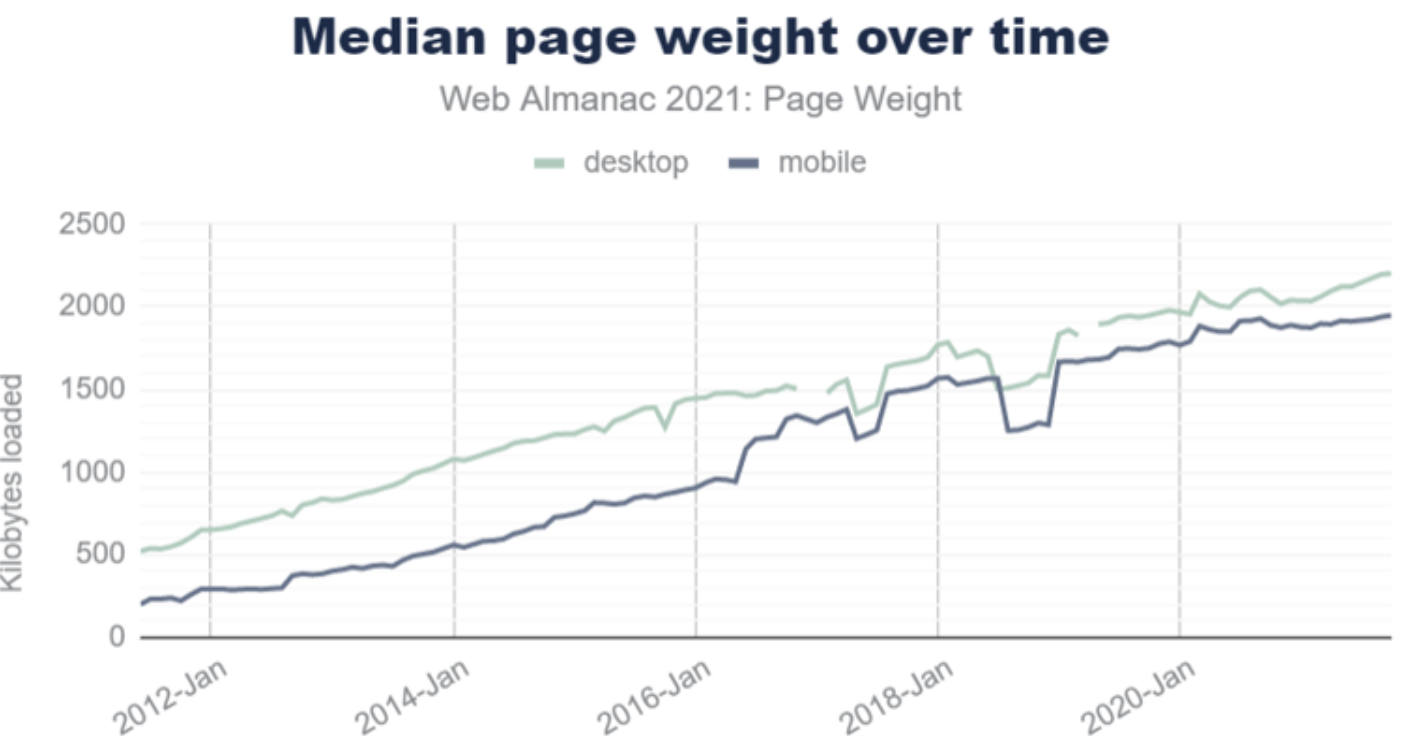 Median page weight over time
Web Almanac 2021: Page Weight
desktop
mobile
2500
2000
1500
1000
500
0
Kilobytes loaded
2012-Jan
2014-Jan
2016-Jan
2018-Jan
2020-Jan